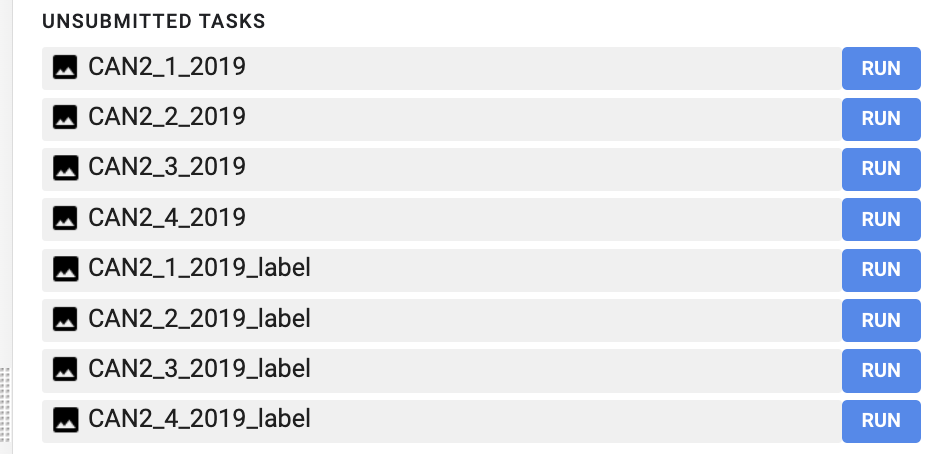 UNSUBMITTED TASKS
CAN2_1_2019 RUN
CAN2_2_2019 RUN
CAN2_3_2019 RUN
CAN2_4_2019 RUN
CAN2_1_2019_label RUN
CAN2_2_2019_label RUN
CAN2_3_2019_label RUN
CAN2_4_2019_label RUN